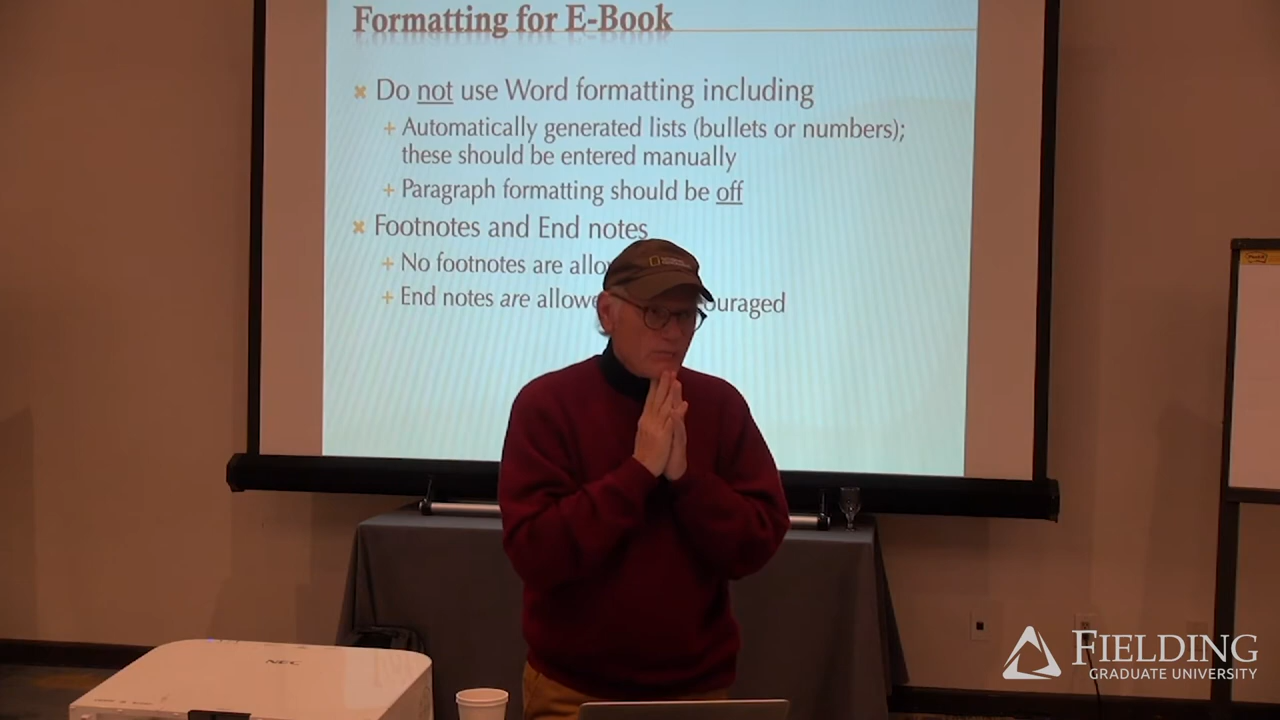 Formatting for E-Book
Do not use Word formatting including
Automatically generated lists (bullets or numbers);
these should be entered manually
Paragraph formatting should be off
Footnotes and End notes
No footnotes are
End notes are
NEC
FIELDING
GRADUATE UNIVERSITY